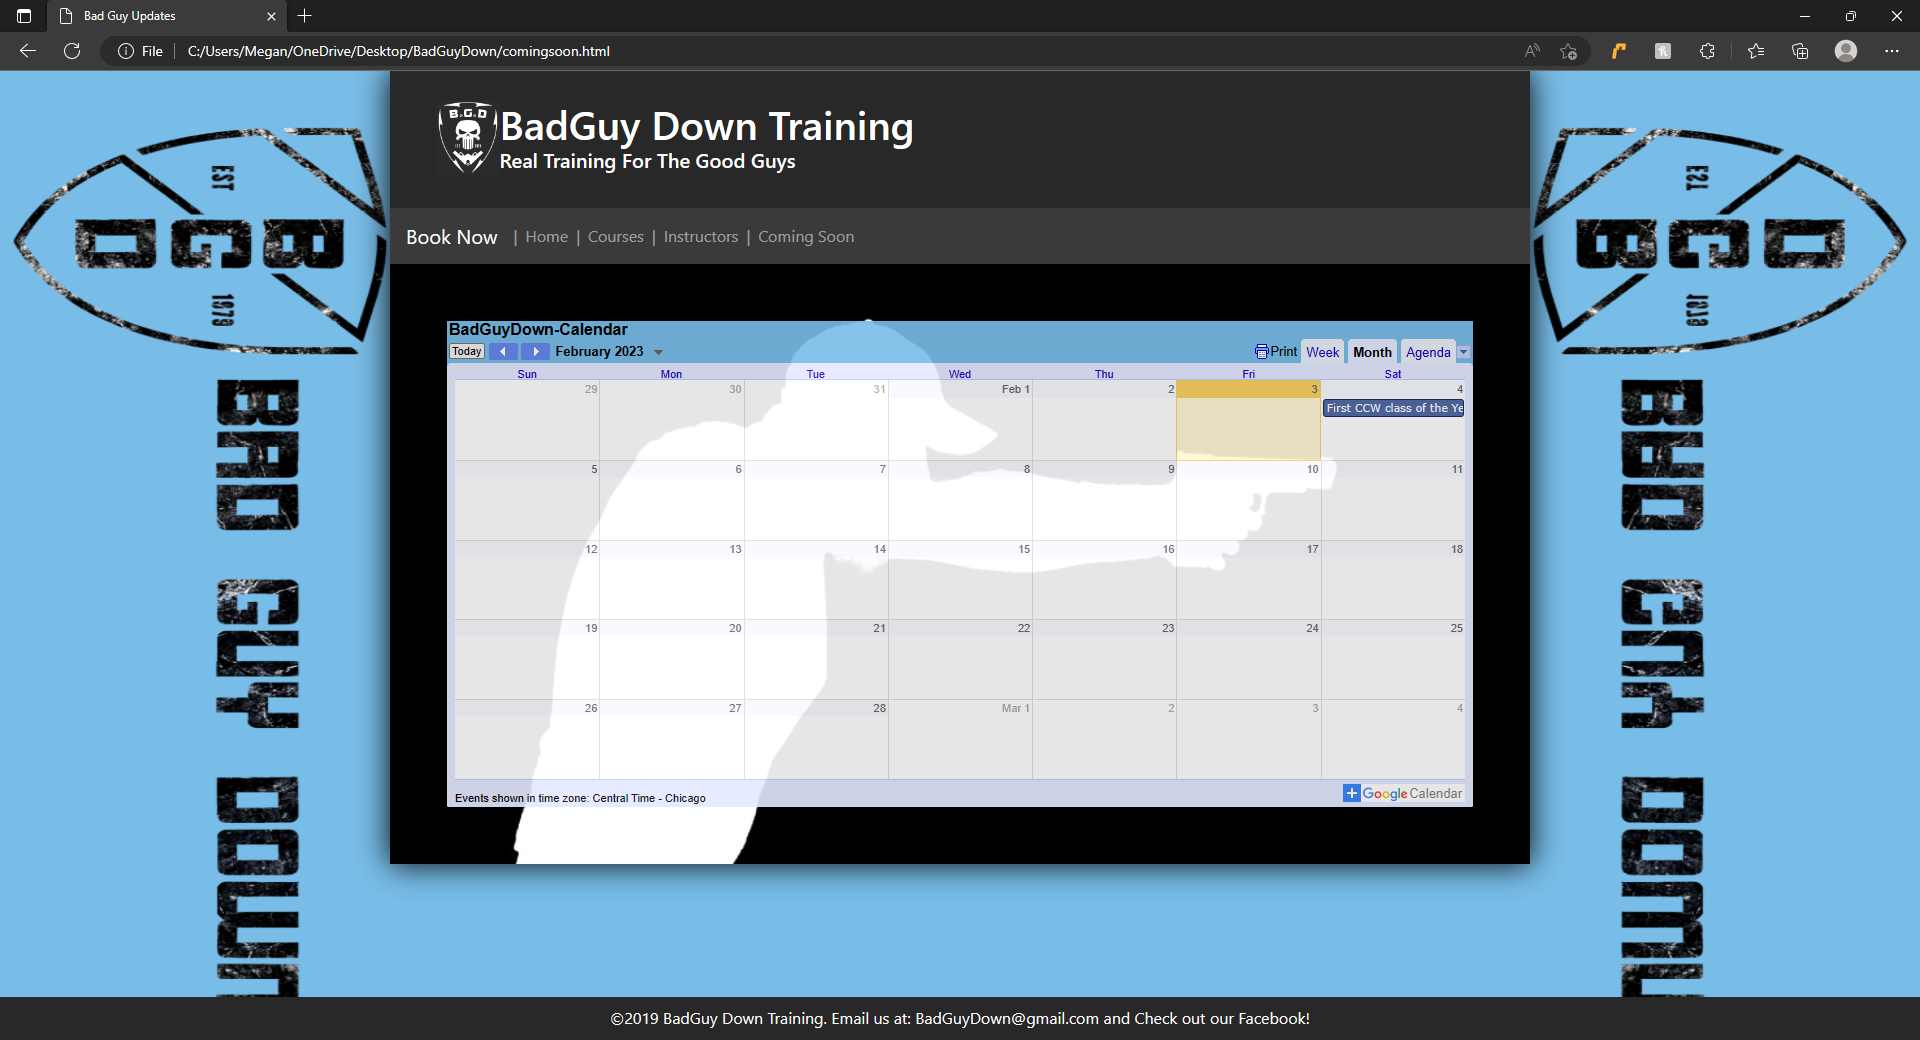 Bad Guy Updates
File
C:/Users/Megan/OneDrive/Desktop/BadGuyDown/comingsoon.html
B.G.D
BadGuy Down Training
Real Training For The Good Guys
Book Now | Home | Courses | Instructors | Coming Soon
EST
BGD
1979
BAD GUY DOWN
EST
BGD
1979
BAD GUY DOWN
BadGuyDown-Calendar
Today February 2023 Print Week Month Agenda
Sun Mon Tue Wed Thu Fri Sat
29 30 31 Feb 1 2 3 4
First CCW class of the Ye
5 6 7 8 9 10 11
12 13 14 15 16 17 18
19 20 21 22 23 24 25
26 27 28 Mar 1 2 3 4
Events shown in time zone: Central Time - Chicago
Google Calendar
©2019 BadGuy Down Training. Email us at: BadGuyDown@gmail.com and Check out our Facebook!